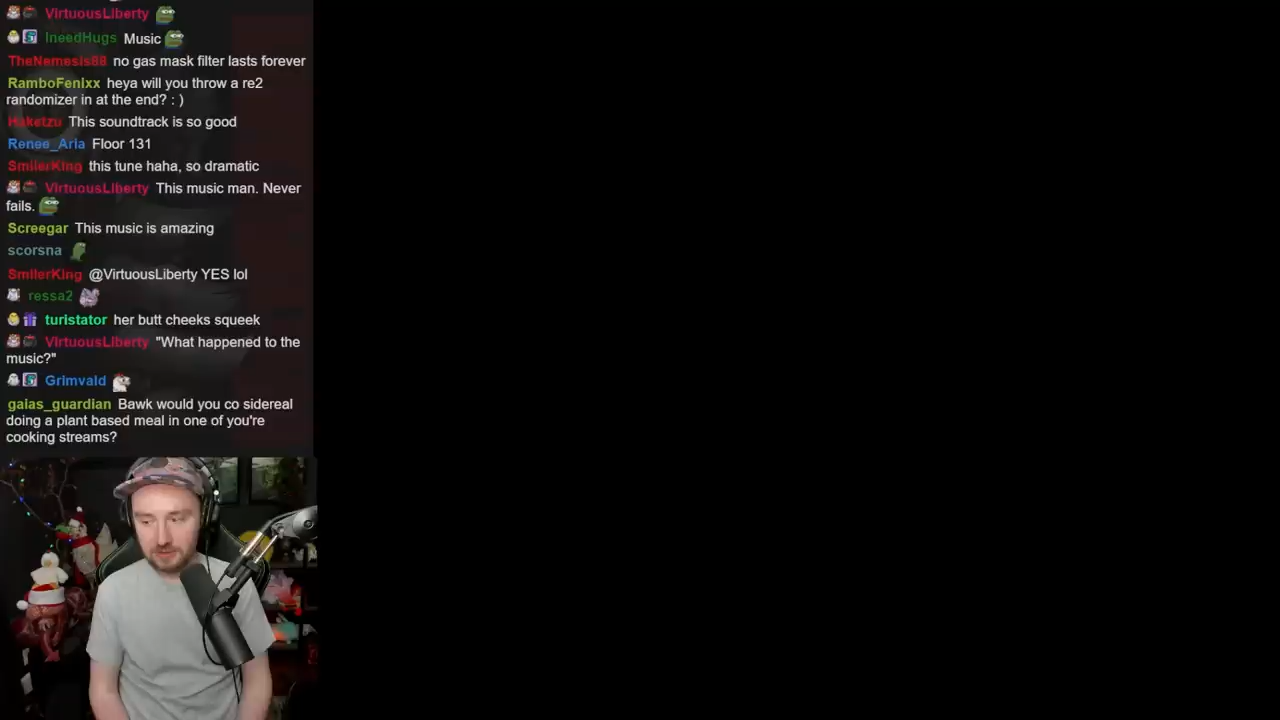 VirtuousLiberty
IneedHugs Music
TheNemesis88 no gas mask filter lasts forever
RamboFenixx heya will you throw a re2
randomizer in at the end? : )
Haketzu This soundtrack is so good
Renee_Aria Floor 131
SmilerKing this tune haha, so dramatic
VirtuousLiberty This music man. Never
fails.
Screegar This music is amazing
scorsna
SmilerKing @VirtuousLiberty YES lol
ressa2
turistator her butt cheeks squeek
VirtuousLiberty "What happened to the
music?"
Grimvald
gaias_guardian Bawk would you co sidereal
doing a plant based meal in one of you're
cooking streams?